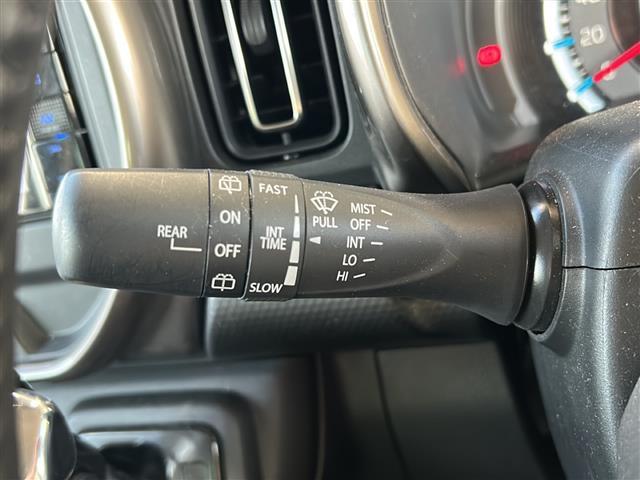 REAR
ON
OFF
FAST
INT
TIME
SLOW
PULL
MIST
OFF
INT
LO
HI
20